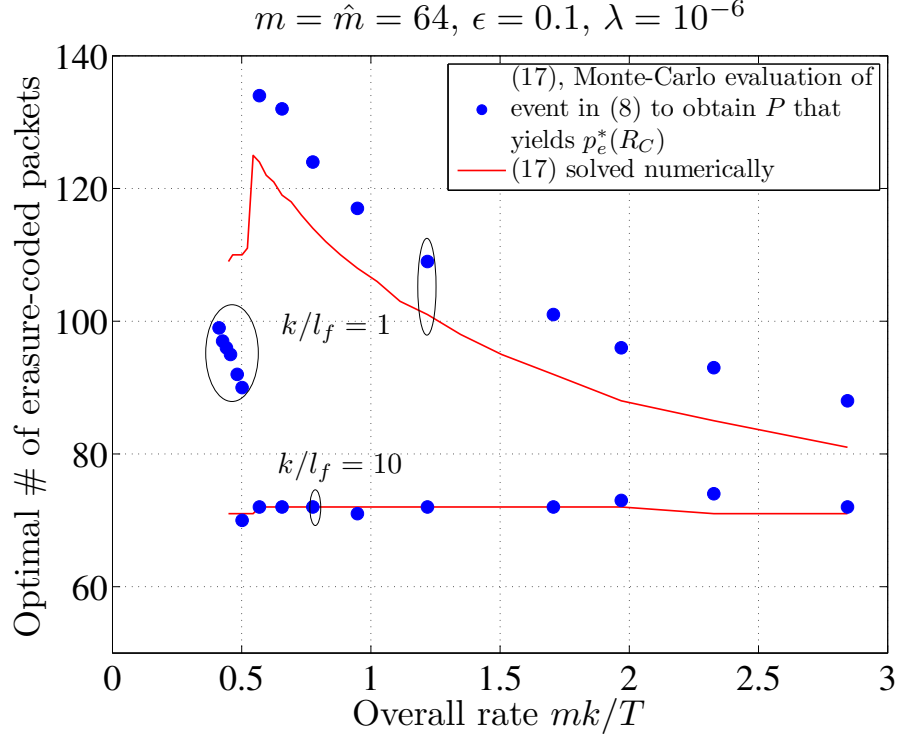 m = m̂ = 64, ϵ = 0.1, λ = 10⁻⁶
140
120
100
80
60
0
0.5
1
1.5
2
2.5
3
Optimal # of erasure-coded packets
Overall rate mk/T
(17), Monte-Carlo evaluation of
event in (8) to obtain P that
yields p*ₑ(R_C)
(17) solved numerically
k/l_f = 1
k/l_f = 10